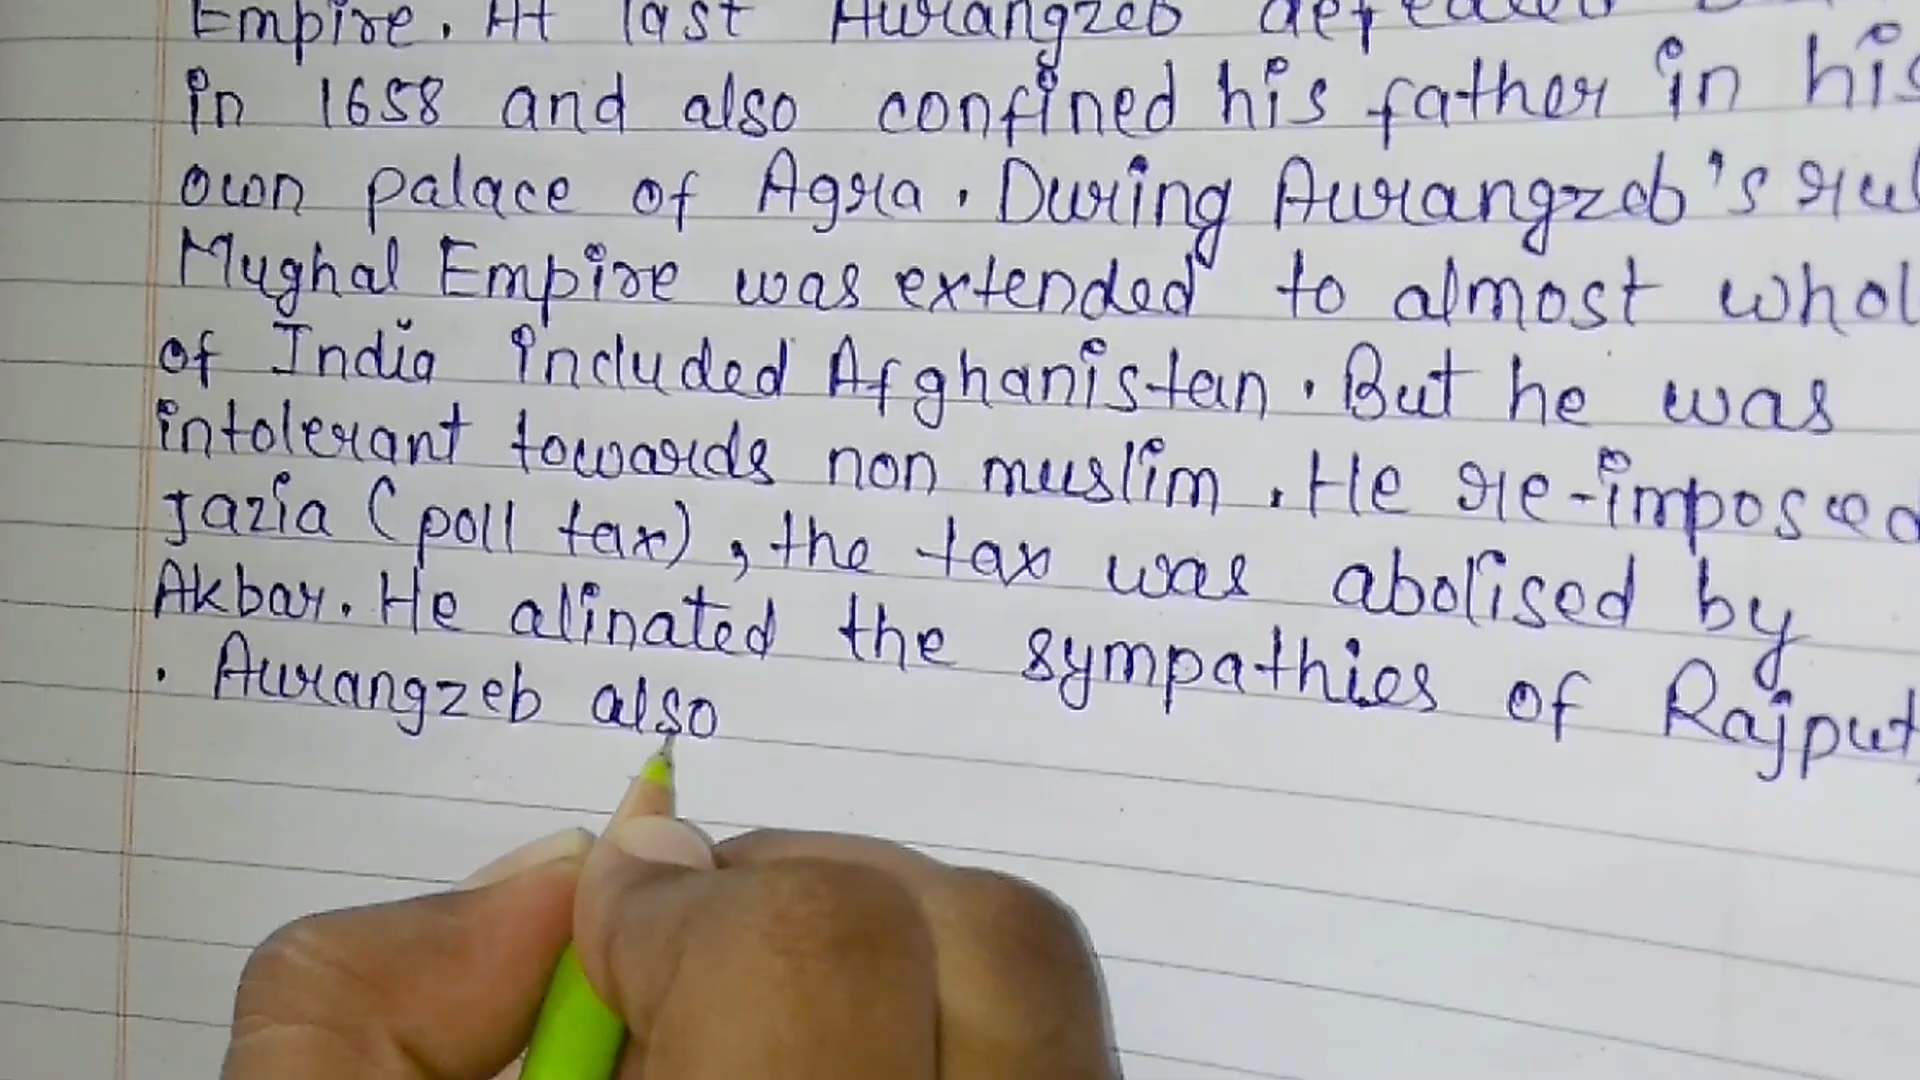 Empire. At last Aurangzeb defeated
in 1658 and also confined his father in his
own palace of Agra. During Aurangzeb's rul
Mughal Empire was extended to almost whol
of India included Afghanistan. But he was
intolerant towards non muslim. He re-imposed
Jazia (poll tax), the tax was abolised by
Akbar. He alinated the sympathies of Rajput
. Aurangzeb also